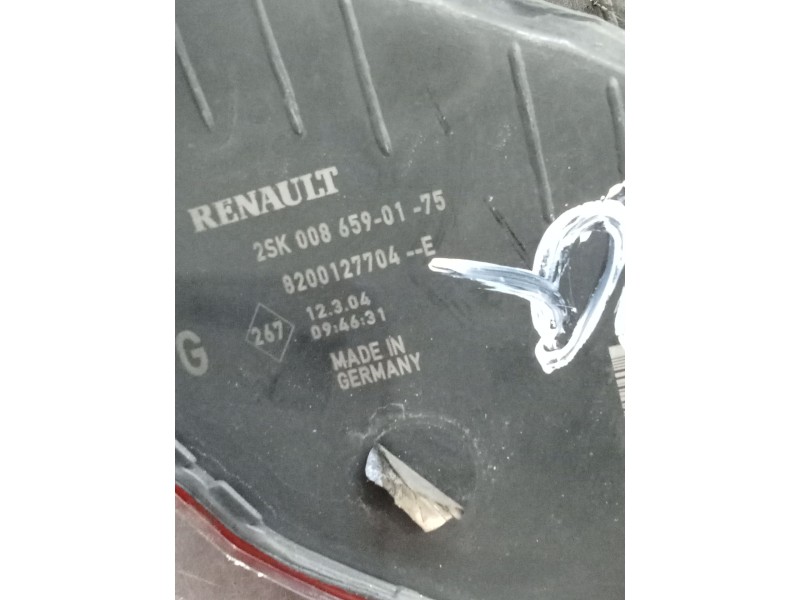 RENAULT
2SK 008 659-01 -75
8200127704 --E
G
267
12.3.04
09:46:31
MADE IN
GERMANY